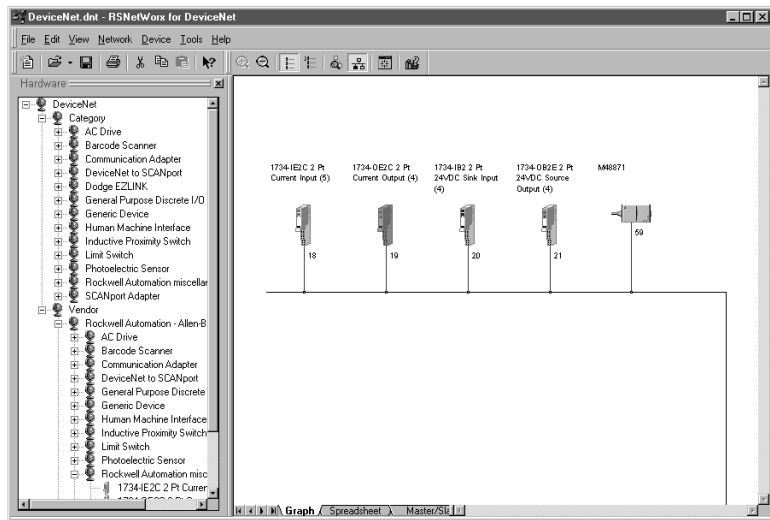 DeviceNet.dnt - RSNetWorx for DeviceNet
File Edit View Network Device Tools Help
Hardware
DeviceNet
Category
AC Drive
Barcode Scanner
Communication Adapter
DeviceNet to SCANport
Dodge EZLINK
General Purpose Discrete I/O
Generic Device
Human Machine Interface
Inductive Proximity Switch
Limit Switch
Photoelectric Sensor
Rockwell Automation miscellar
SCANport Adapter
Vendor
Rockwell Automation - Allen-B
AC Drive
Barcode Scanner
Communication Adapter
DeviceNet to SCANport
General Purpose Discrete
Generic Device
Human Machine Interface
Inductive Proximity Switch
Limit Switch
Photoelectric Sensor
Rockwell Automation misc
1734-IE2C 2 Pt Curren
1734-IE2C 2 Pt
Current Input (5)
18
1734-OE2C 2 Pt
Current Output (4)
19
1734-IB2 2 Pt
24VDC Sink Input
(4)
20
1734-OB2E 2 Pt
24VDC Source
Output (4)
21
M48871
59
Graph Spreadsheet Master/Sla